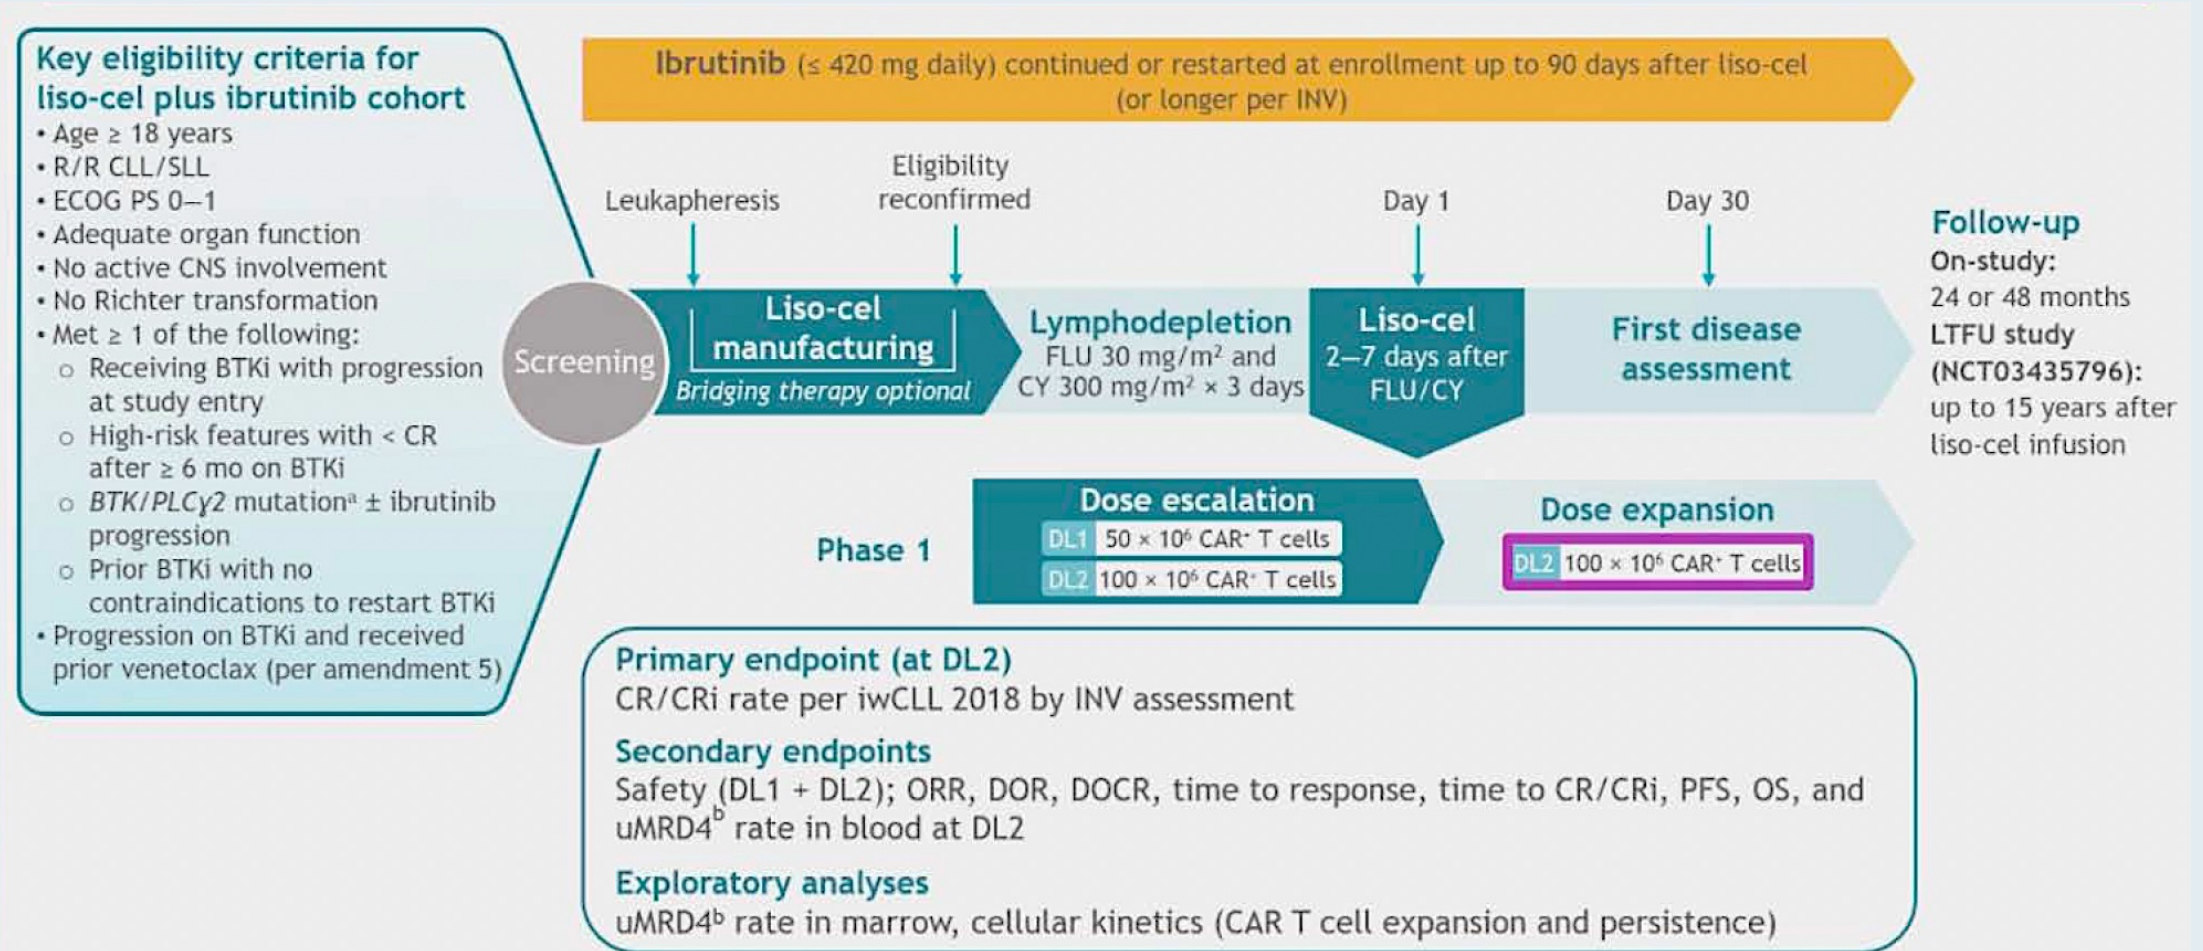 Key eligibility criteria for
liso-cel plus ibrutinib cohort
• Age ≥ 18 years
• R/R CLL/SLL
• ECOG PS 0–1
• Adequate organ function
• No active CNS involvement
• No Richter transformation
• Met ≥ 1 of the following:
o Receiving BTKi with progression
at study entry
o High-risk features with < CR
after ≥ 6 mo on BTKi
o BTK/PLCγ2 mutationᵃ ± ibrutinib
progression
o Prior BTKi with no
contraindications to restart BTKi
• Progression on BTKi and received
prior venetoclax (per amendment 5)
Ibrutinib (≤ 420 mg daily) continued or restarted at enrollment up to 90 days after liso-cel
(or longer per INV)
Leukapheresis
Eligibility
reconfirmed
Day 1
Day 30
Screening
Liso-cel
manufacturing
Bridging therapy optional
Lymphodepletion
FLU 30 mg/m² and
CY 300 mg/m² × 3 days
Liso-cel
2–7 days after
FLU/CY
First disease
assessment
Follow-up
On-study:
24 or 48 months
LTFU study
(NCT03435796):
up to 15 years after
liso-cel infusion
Phase 1
Dose escalation
DL1 50 × 10⁶ CAR⁺ T cells
DL2 100 × 10⁶ CAR⁺ T cells
Dose expansion
DL2 100 × 10⁶ CAR⁺ T cells
Primary endpoint (at DL2)
CR/CRi rate per iwCLL 2018 by INV assessment
Secondary endpoints
Safety (DL1 + DL2); ORR, DOR, DOCR, time to response, time to CR/CRi, PFS, OS, and
uMRD4ᵇ rate in blood at DL2
Exploratory analyses
uMRD4ᵇ rate in marrow, cellular kinetics (CAR T cell expansion and persistence)